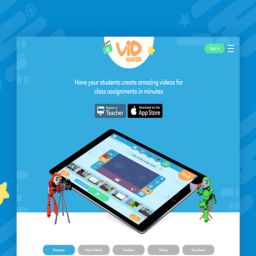 ViD
MAKER
Sign In
Have your students create amazing videos for
class assignments in minutes
Teacher
Download on the
App Store
Features
How it Works
Teachers
Videos
Download